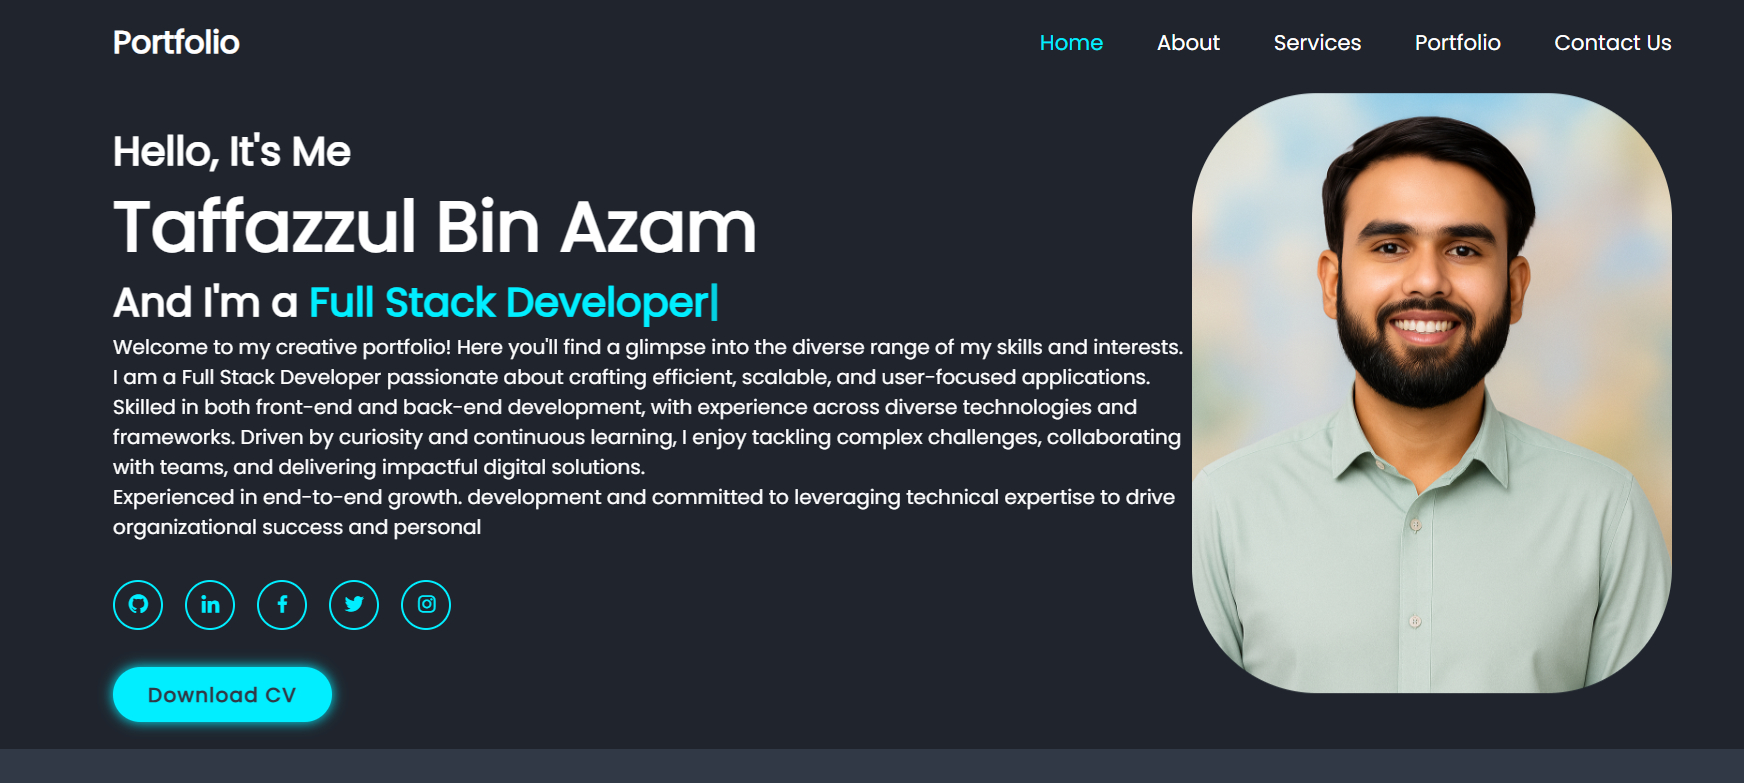 Portfolio
Home
About
Services
Portfolio
Contact Us
Hello, It's Me
Taffazzul Bin Azam
And I'm a Full Stack Developer|
Welcome to my creative portfolio! Here you'll find a glimpse into the diverse range of my skills and interests.
I am a Full Stack Developer passionate about crafting efficient, scalable, and user-focused applications.
Skilled in both front-end and back-end development, with experience across diverse technologies and
frameworks. Driven by curiosity and continuous learning, I enjoy tackling complex challenges, collaborating
with teams, and delivering impactful digital solutions.
Experienced in end-to-end growth. development and committed to leveraging technical expertise to drive
organizational success and personal
Download CV